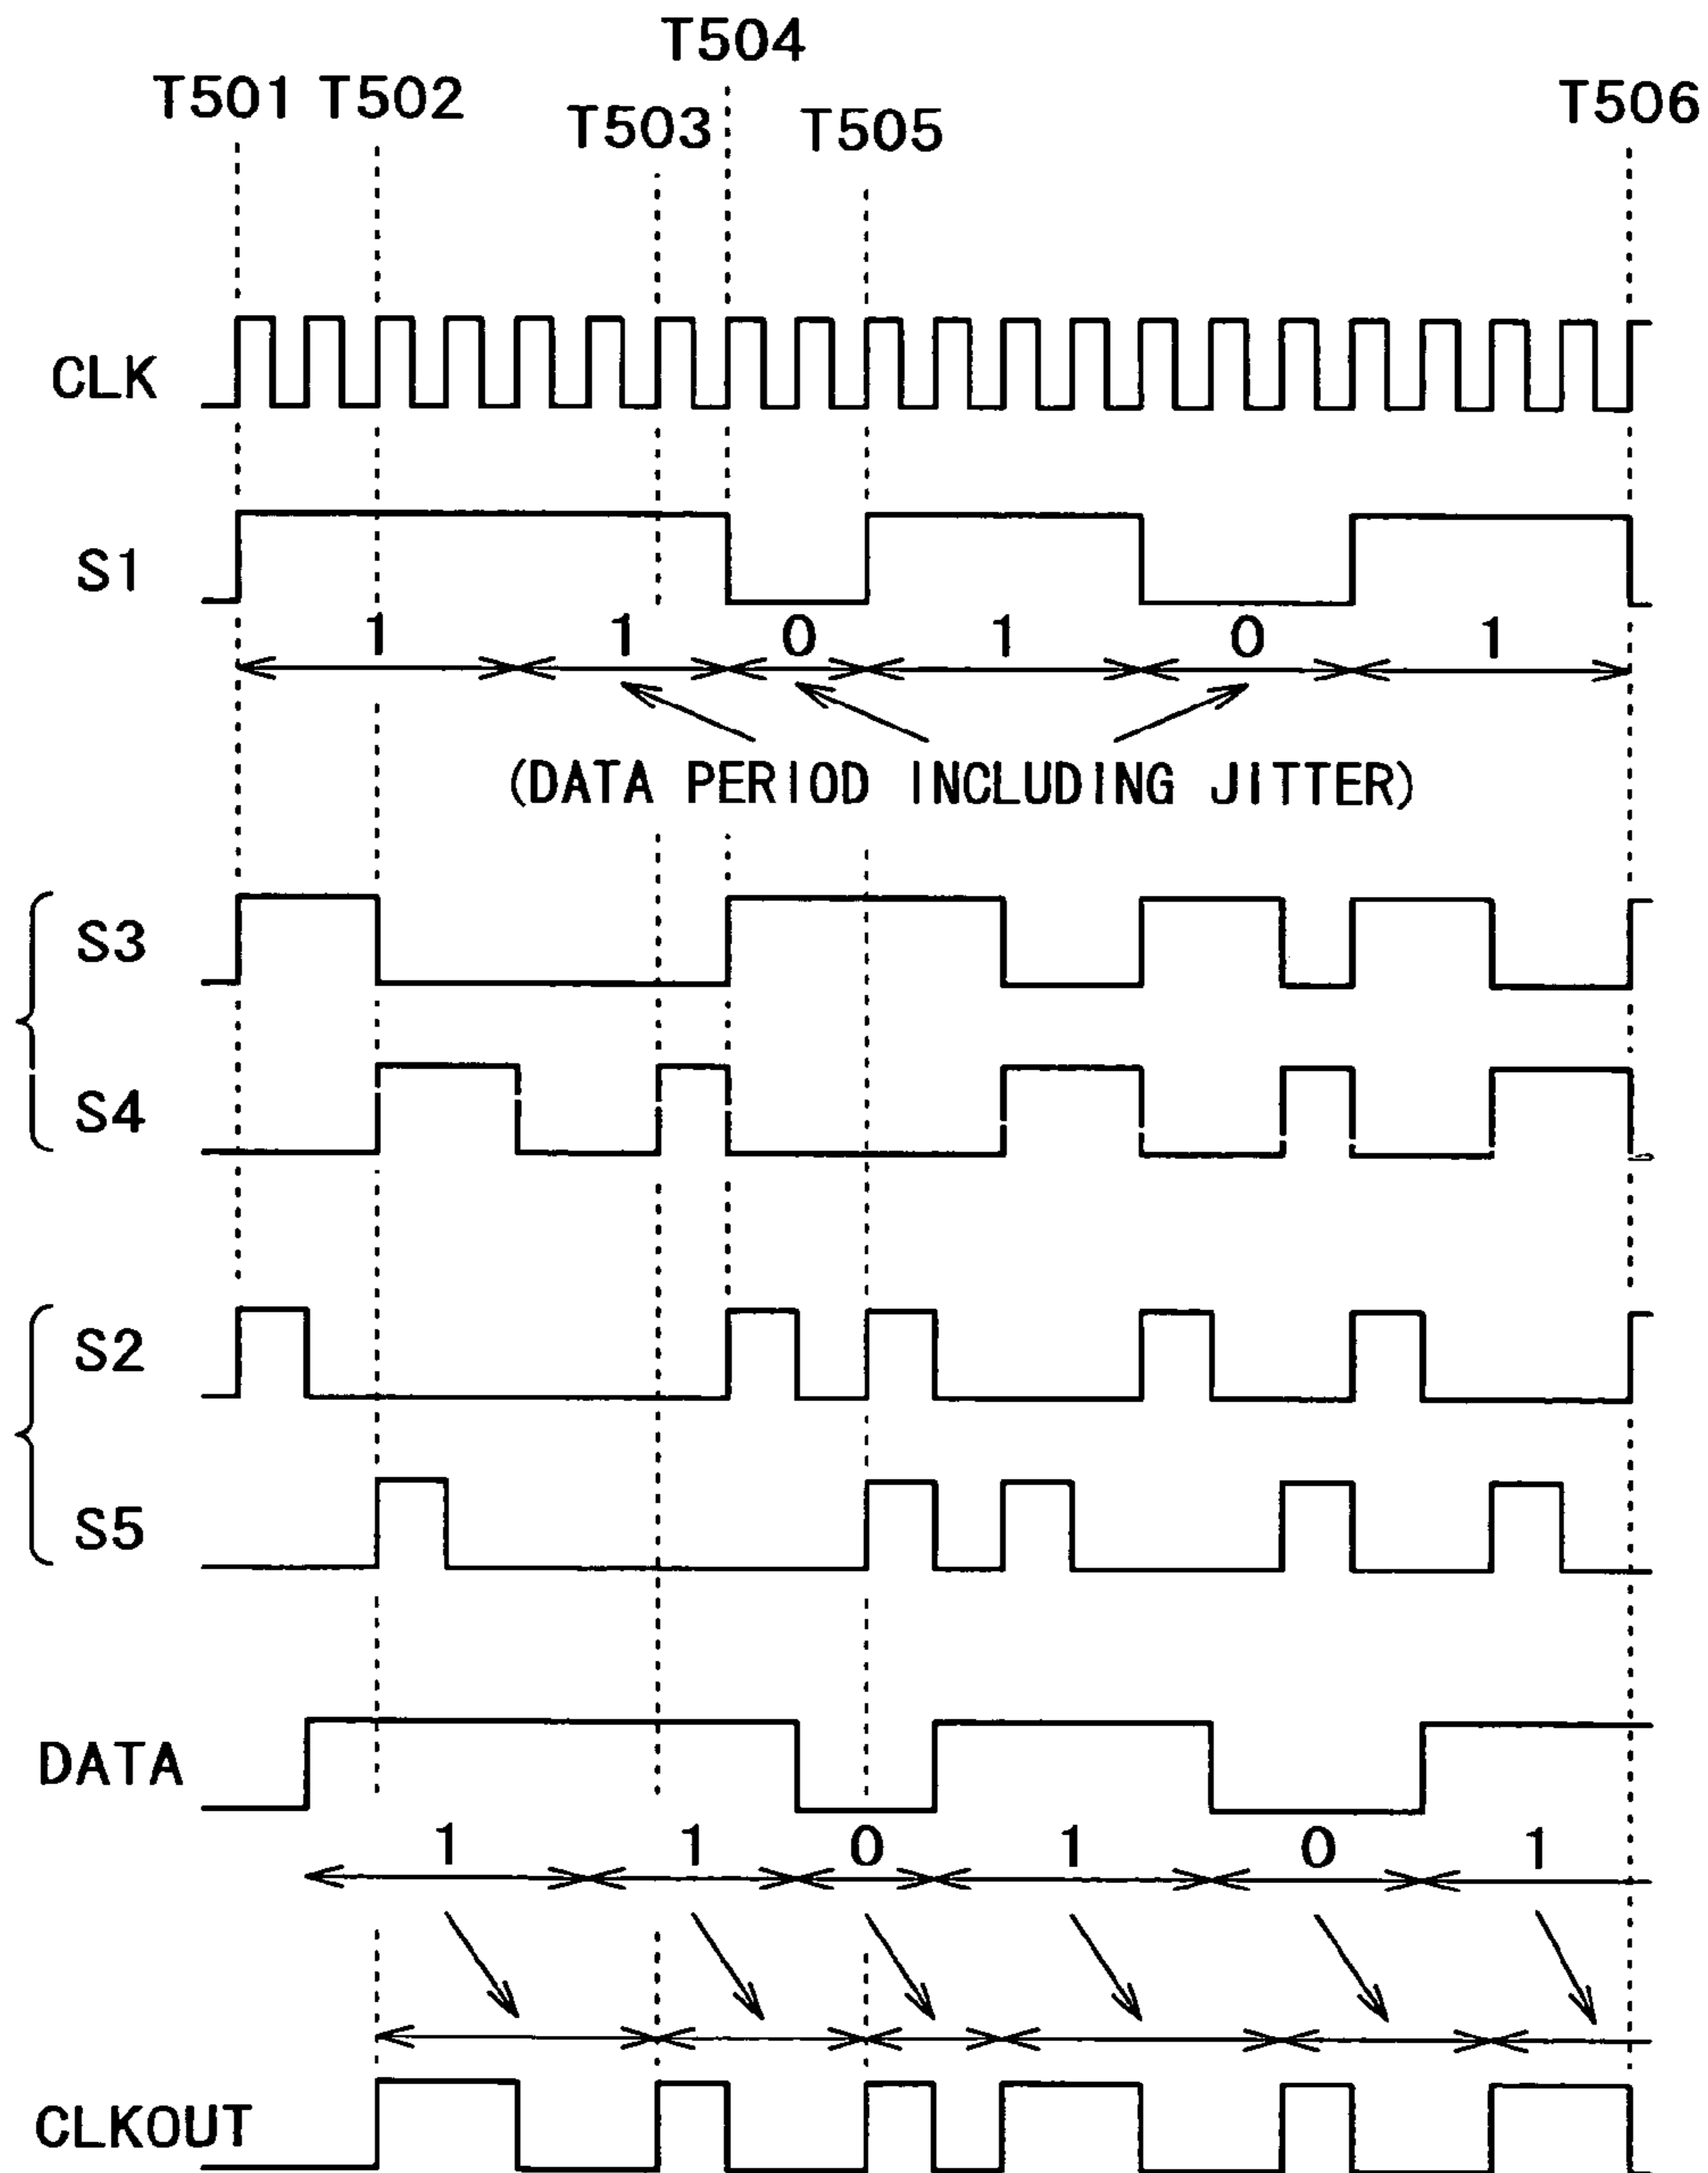 T504
T501 T502
T503
T505
T506
CLK
S1
1 1 0 1 0 1
(DATA PERIOD INCLUDING JITTER)
S3
S4
S2
S5
DATA
1 1 0 1 0 1
CLKOUT